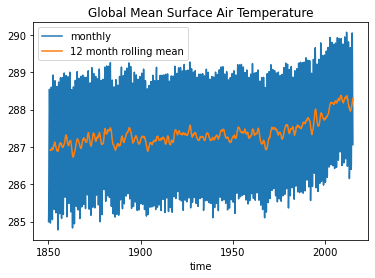 Global Mean Surface Air Temperature
monthly
12 month rolling mean
290
289
288
287
286
285
1850
1900
1950
2000
time